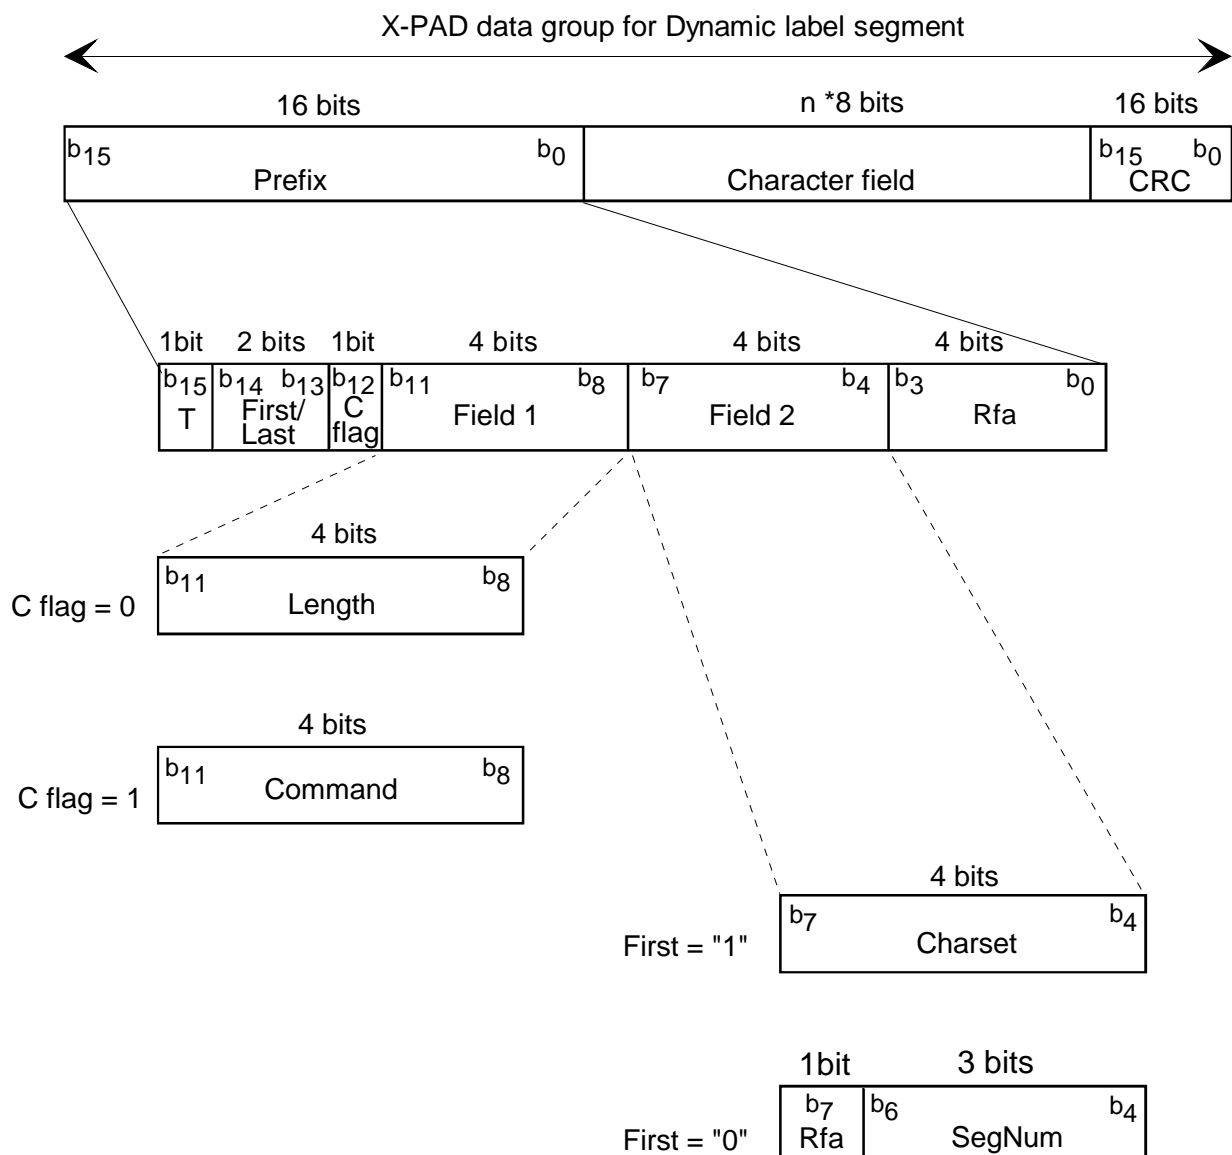 X-PAD data group for Dynamic label segment
16 bits n *8 bits 16 bits
b15 b0 b15 b0
Prefix Character field CRC
1bit 2 bits 1bit 4 bits 4 bits 4 bits
b15 b14 b13 b12 b11 b8 b7 b4 b3 b0
T First/ C Field 1 Field 2 Rfa
Last flag
4 bits
b11 b8
C flag = 0 Length
4 bits
b11 b8
C flag = 1 Command
4 bits
b7 b4
First = "1" Charset
1bit 3 bits
b7 b6 b4
First = "0" Rfa SegNum